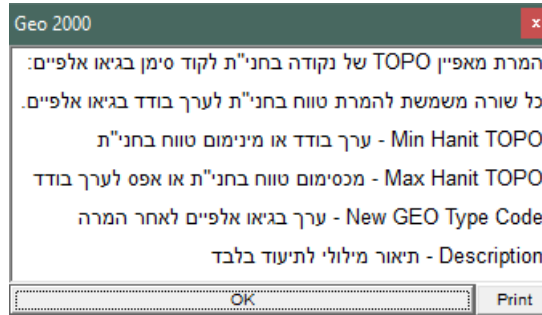 Geo 2000
x
המרת מאפיין TOPO של נקודה בחני"ת לקוד סימן בגיאו אלפיים:
כל שורה משמשת להמרת טווח בחני"ת לערך בודד בגיאו אלפיים.
Min Hanit TOPO - ערך בודד או מינימום טווח בחני"ת
Max Hanit TOPO - מכסימום טווח בחני"ת או אפס לערך בודד
New GEO Type Code - ערך בגיאו אלפיים לאחר המרה
Description - תיאור מילולי לתיעוד בלבד
OK
Print